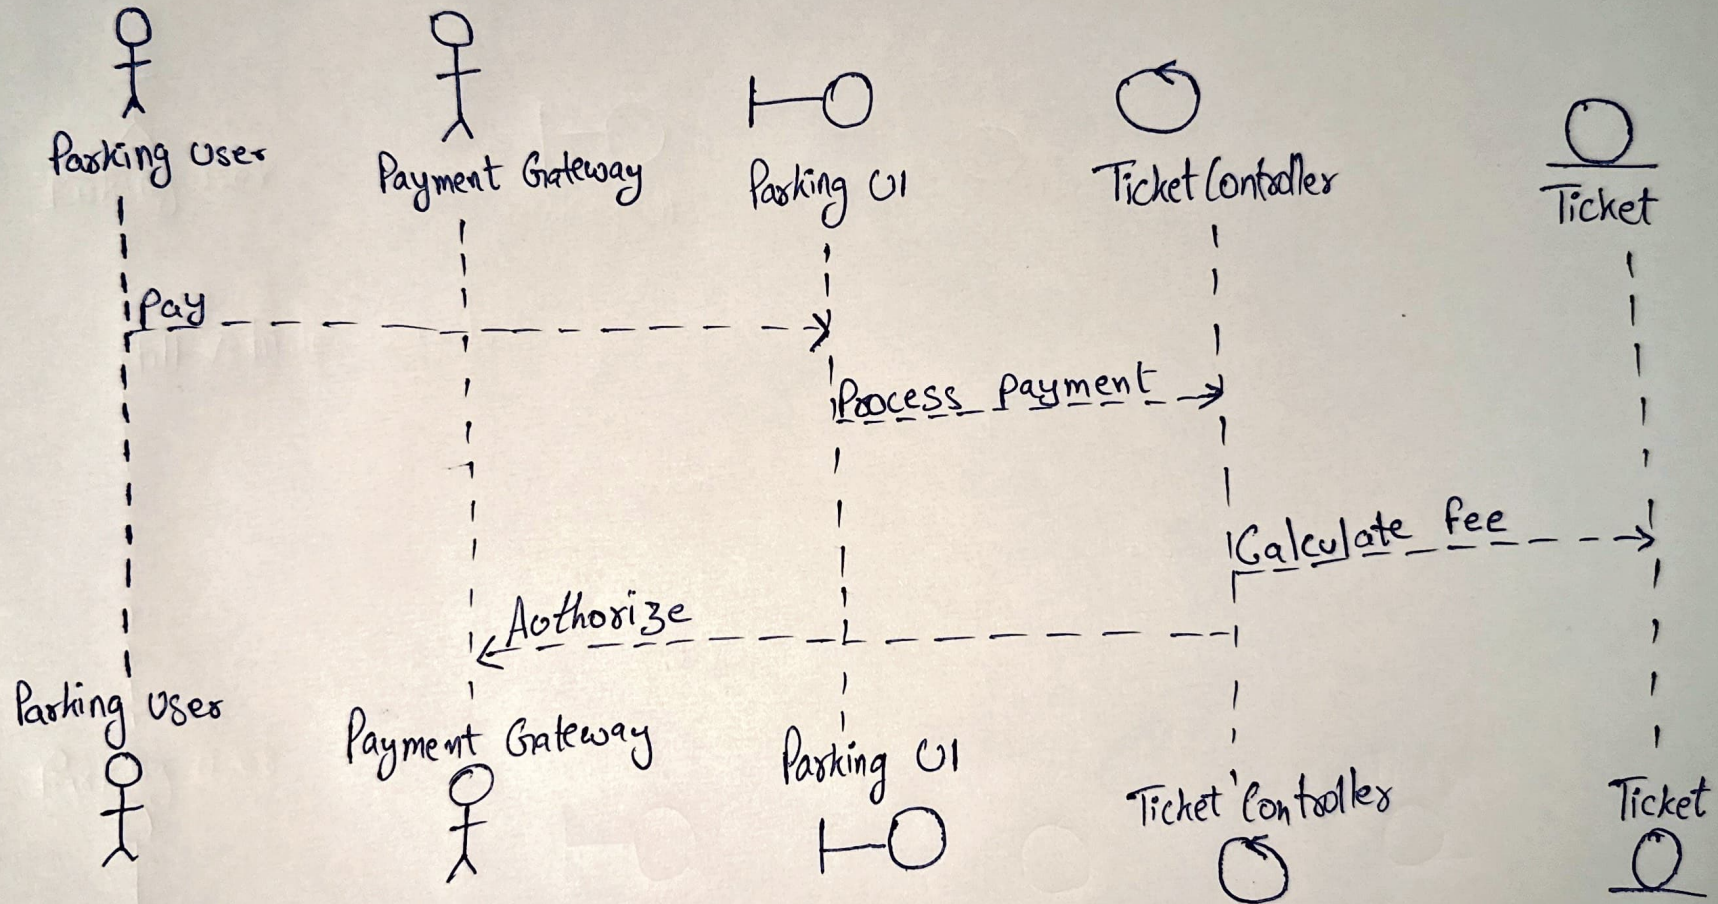 Parking User
Payment Gateway
Parking UI
Ticket Controller
Ticket
Pay
Process Payment
Calculate fee
Authorize
Parking User
Payment Gateway
Parking UI
Ticket Controller
Ticket